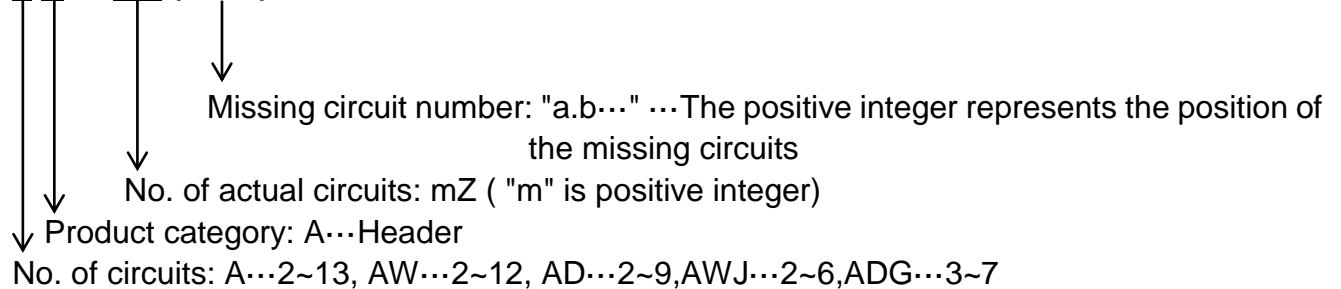 Missing circuit number: "a.b···" ···The positive integer represents the position of
the missing circuits
No. of actual circuits: mZ ( "m" is positive integer)
Product category: A···Header
No. of circuits: A···2~13, AW···2~12, AD···2~9,AWJ···2~6,ADG···3~7